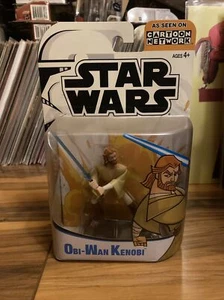 AS SEEN ON
CARTOON NETWORK
AGES 4+
STAR
WARS
OBI-WAN KENOBI